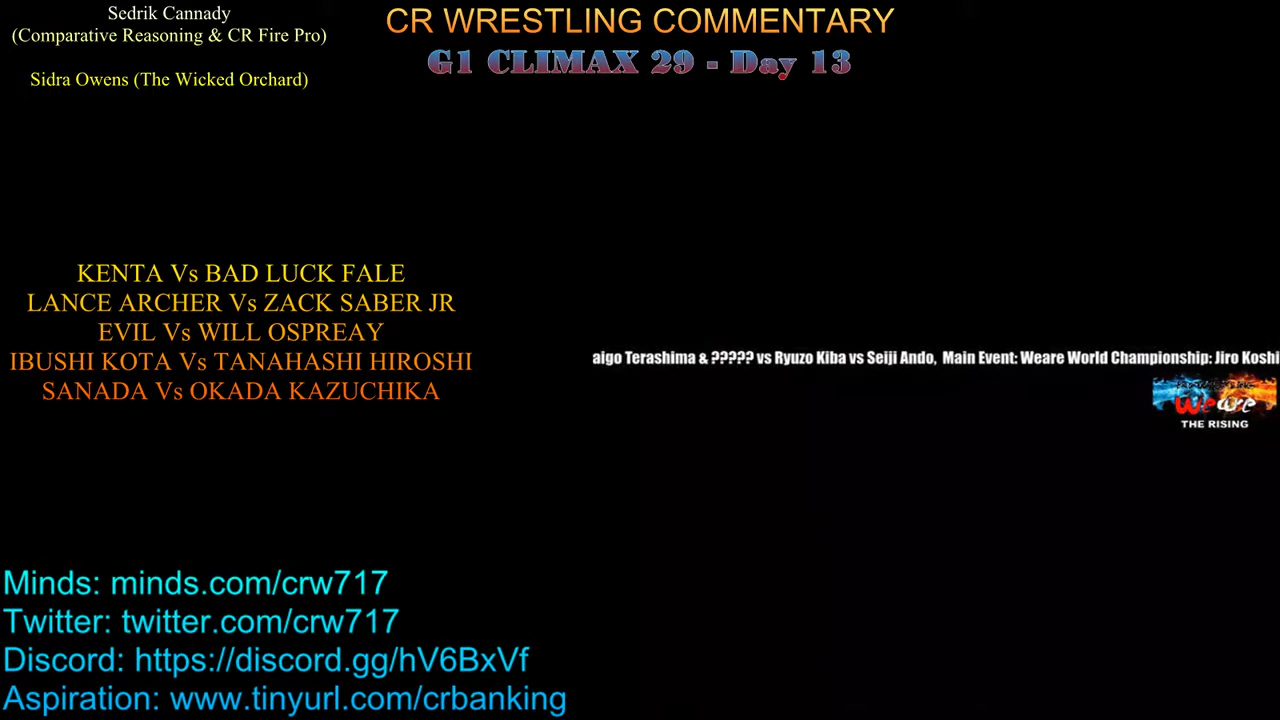 Sedrik Cannady
(Comparative Reasoning & CR Fire Pro)
Sidra Owens (The Wicked Orchard)
CR WRESTLING COMMENTARY
G1 CLIMAX 29 - Day 13
KENTA Vs BAD LUCK FALE
LANCE ARCHER Vs ZACK SABER JR
EVIL Vs WILL OSPREAY
IBUSHI KOTA Vs TANAHASHI HIROSHI
SANADA Vs OKADA KAZUCHIKA
aigo Terashima & ????? vs Ryuzo Kiba vs Seiji Ando, Main Event: Weare World Championship: Jiro Koshi
WeAre
THE RISING
Minds: minds.com/crw717
Twitter: twitter.com/crw717
Discord: https://discord.gg/hV6BxVf
Aspiration: www.tinyurl.com/crbanking